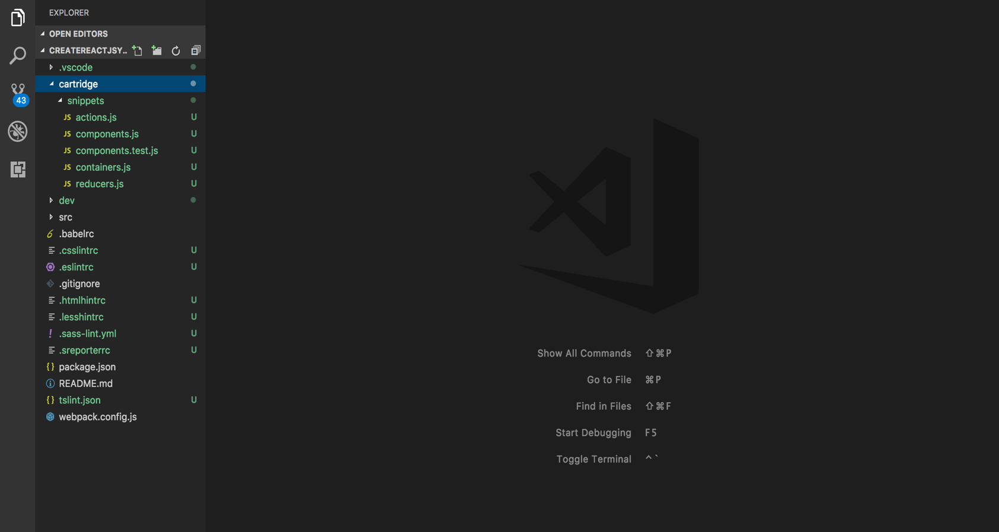 EXPLORER
OPEN EDITORS
CREATEREACTJSY..
.vscode
cartridge
43
snippets
JS actions.js U
JS components.js U
JS components.test.js U
JS containers.js U
JS reducers.js U
dev
src
6 .babelrc
.csslintrc U
.eslintrc U
.gitignore
.htmlhintrc U
.lesshintrc U
! .sass-lint.yml U
.sreporterrc U
{} package.json
README.md
{} tslint.json U
webpack.config.js
Show All Commands ⇧⌘P
Go to File ⌘P
Find in Files ⇧⌘F
Start Debugging F5
Toggle Terminal ^`